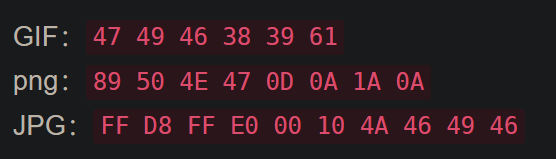 GIF： 47 49 46 38 39 61
png： 89 50 4E 47 0D 0A 1A 0A
JPG： FF D8 FF E0 00 10 4A 46 49 46